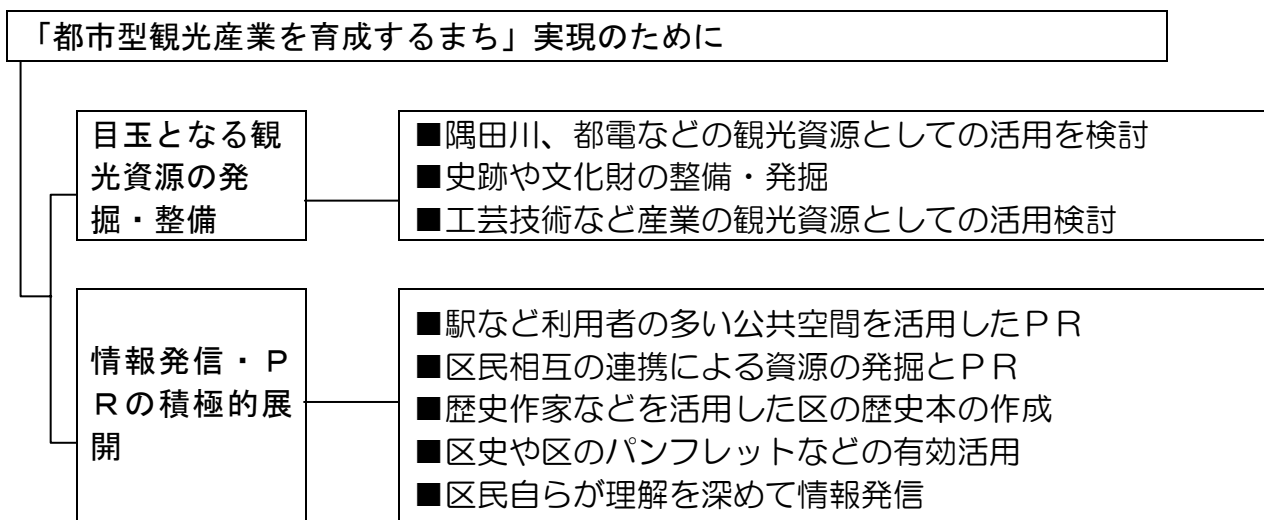 「都市型観光産業を育成するまち」実現のために
目玉となる観
光資源の発
掘・整備
■隅田川、都電などの観光資源としての活用を検討
■史跡や文化財の整備・発掘
■工芸技術など産業の観光資源としての活用検討
情報発信・Ｐ
Ｒの積極的展
開
■駅など利用者の多い公共空間を活用したＰＲ
■区民相互の連携による資源の発掘とＰＲ
■歴史作家などを活用した区の歴史本の作成
■区史や区のパンフレットなどの有効活用
■区民自らが理解を深めて情報発信